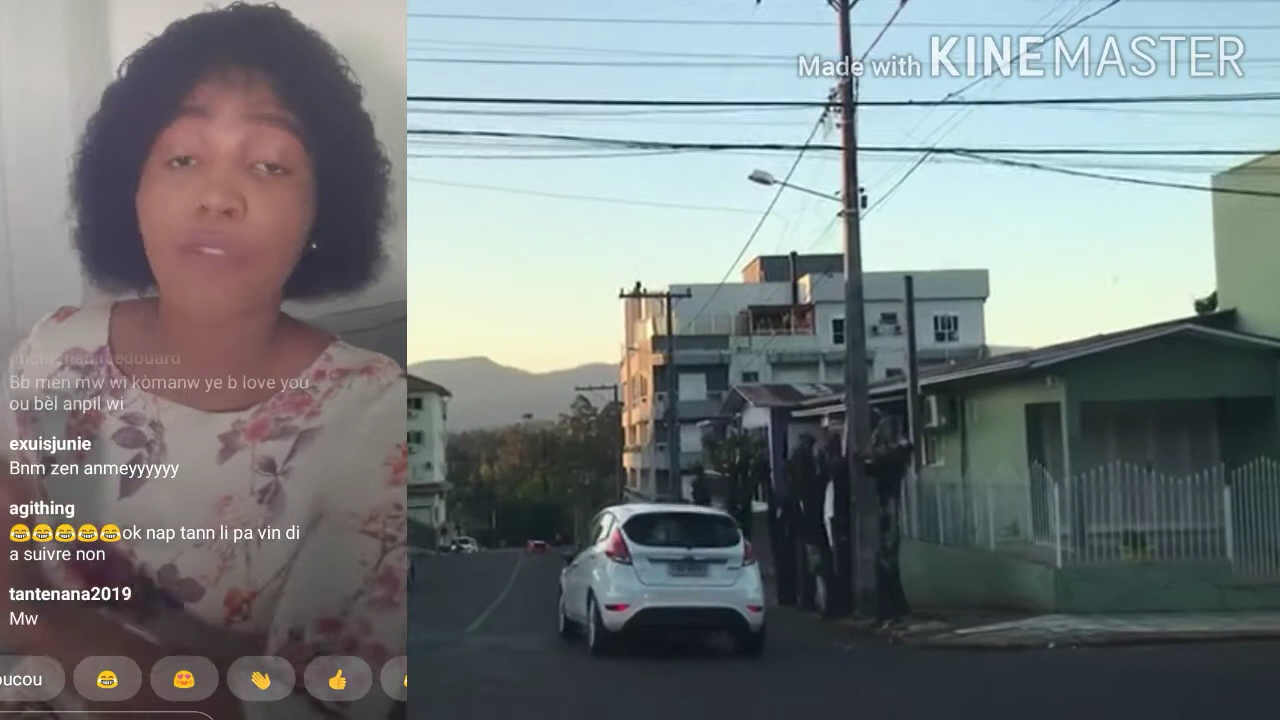 Made with KINEMASTER
Bb men mw wi kòmanw ye b love you
ou bèl anpil wi
exuisjunie
Bnm zen anmeyyyyyy
agithing
😂😂😂😂😂ok nap tann li pa vin di
a suivre non
tantenana2019
Mw